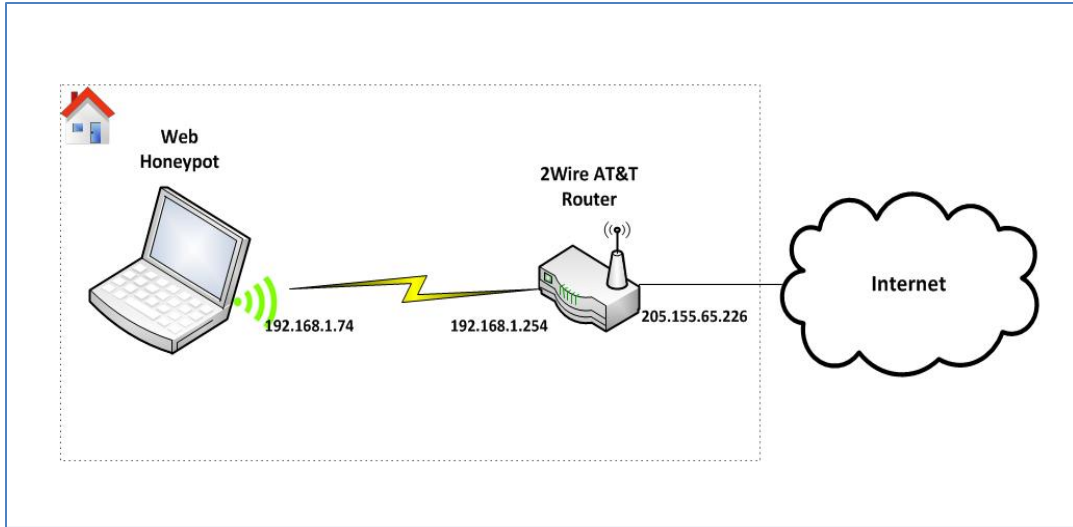 Web
Honeypot
2Wire AT&T
Router
Internet
192.168.1.74
192.168.1.254
205.155.65.226